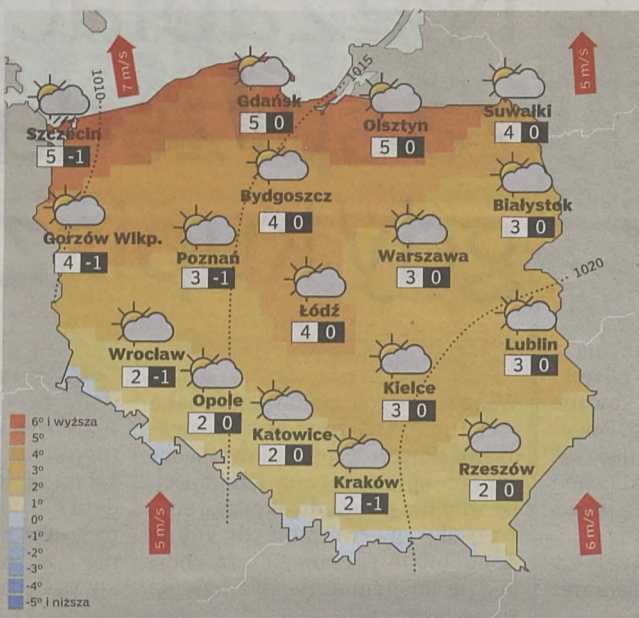 7 m/s
1010
1015
5 m/s
Gdańsk
5 0
Olsztyn
5 0
Suwałki
4 0
Szczecin
5 -1
Bydgoszcz
4 0
Białystok
3 0
Gorzów Wlkp.
4 -1
Poznań
3 -1
Warszawa
3 0
1020
Łódź
4 0
Wrocław
2 -1
Lublin
3 0
Opole
2 0
Kielce
3 0
Katowice
2 0
Kraków
2 -1
Rzeszów
2 0
6° i wyższa
5°
4°
3°
2°
1°
0°
-1°
-2°
-3°
-4°
-5° i niższa
5 m/s
6 m/s